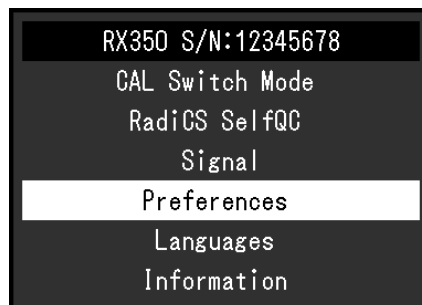 RX350 S/N:12345678
CAL Switch Mode
RadiCS SelfQC
Signal
Preferences
Languages
Information